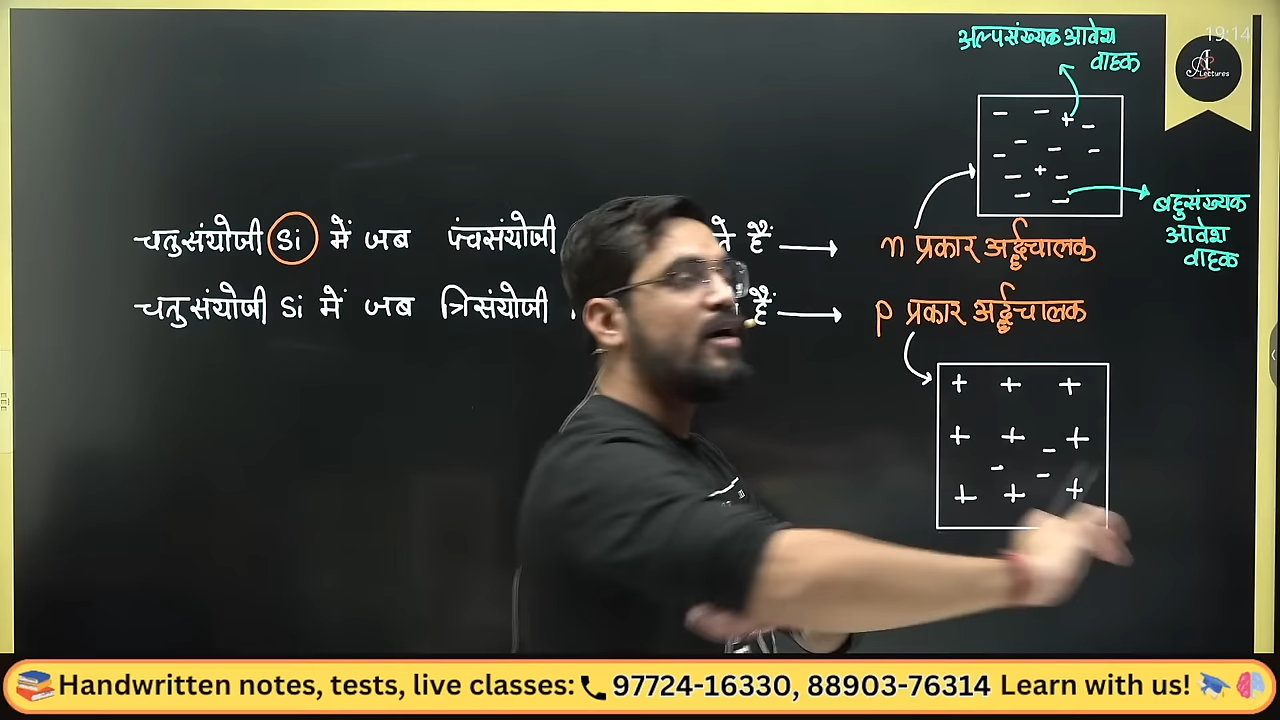 अल्पसंख्यक आवेश
वाहक
19:14
A
Lectures
बहुसंख्यक
आवेश
वाहक
चतुसंयोजी Si में जब पंचसंयोजी हैं → n प्रकार अर्द्धचालक
चतुसंयोजी Si में जब त्रिसंयोजी हैं → p प्रकार अर्द्धचालक
Handwritten notes, tests, live classes: 97724-16330, 88903-76314 Learn with us!